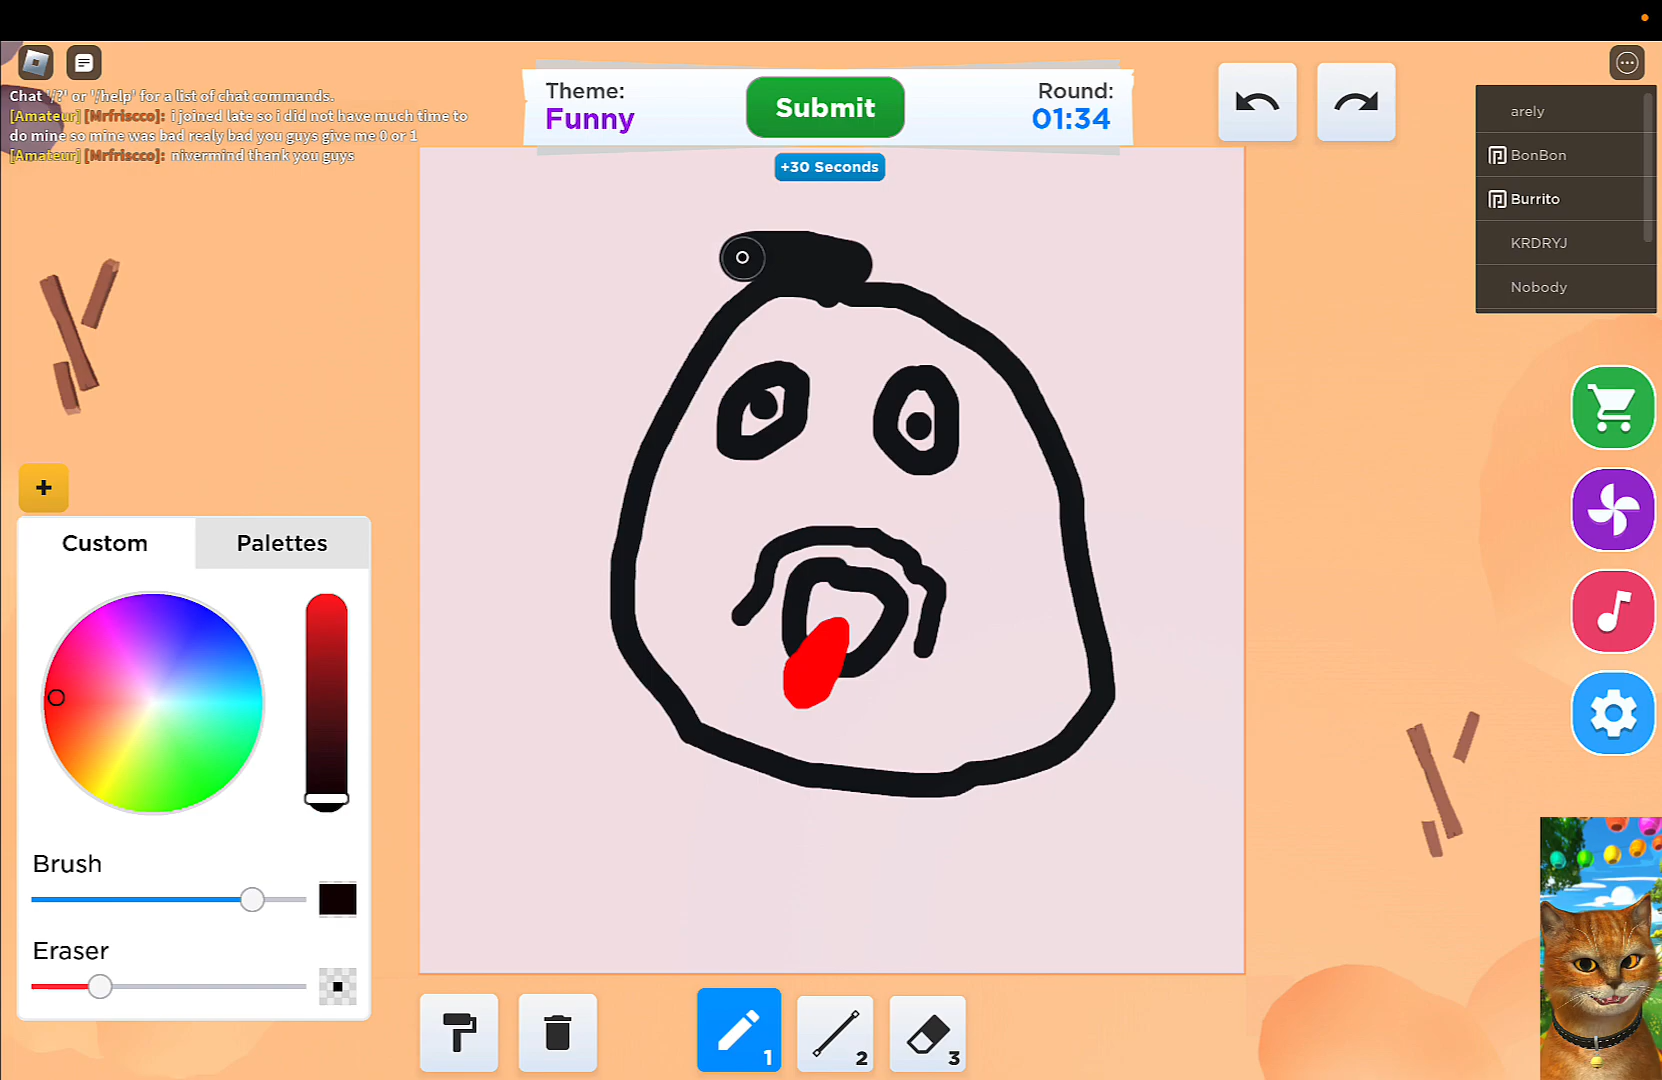 Chat '/?' or '/help' for a list of chat commands.
[Amateur] [Mrfriscco]: i joined late so i did not have much time to
do mine so mine was bad realy bad you guys give me 0 or 1
[Amateur] [Mrfriscco]: nivermind thank you guys
Theme:
Funny
Submit
Round:
01:34
+30 Seconds
arely
BonBon
Burrito
KRDRYJ
Nobody
+
Custom
Palettes
Brush
Eraser
1
2
3